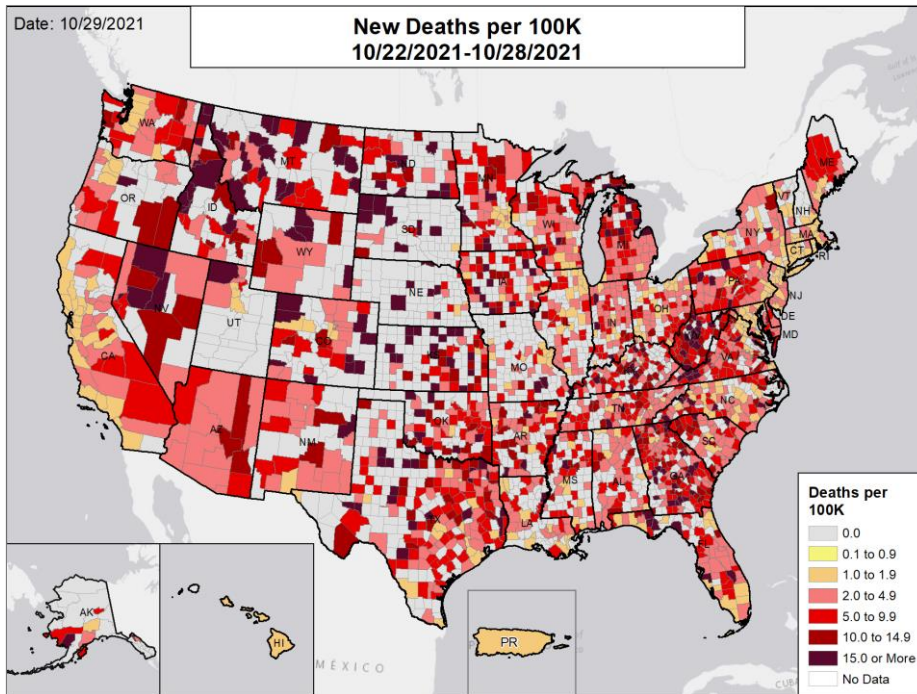 Date: 10/29/2021
New Deaths per 100K
10/22/2021-10/28/2021
WA
MT
ND
MN
ME
OR
ID
WY
SD
WI
MI
VT
NH
NY
MA
CT
RI
NV
UT
CO
NE
IA
IN
OH
PA
NJ
DE
MD
CA
MO
VA
AZ
NM
OK
AR
TN
NC
SC
MS
AL
GA
TX
LA
FL
AK
HI
PR
MÉXICO
CUBA
Deaths per
100K
0.0
0.1 to 0.9
1.0 to 1.9
2.0 to 4.9
5.0 to 9.9
10.0 to 14.9
15.0 or More
No Data